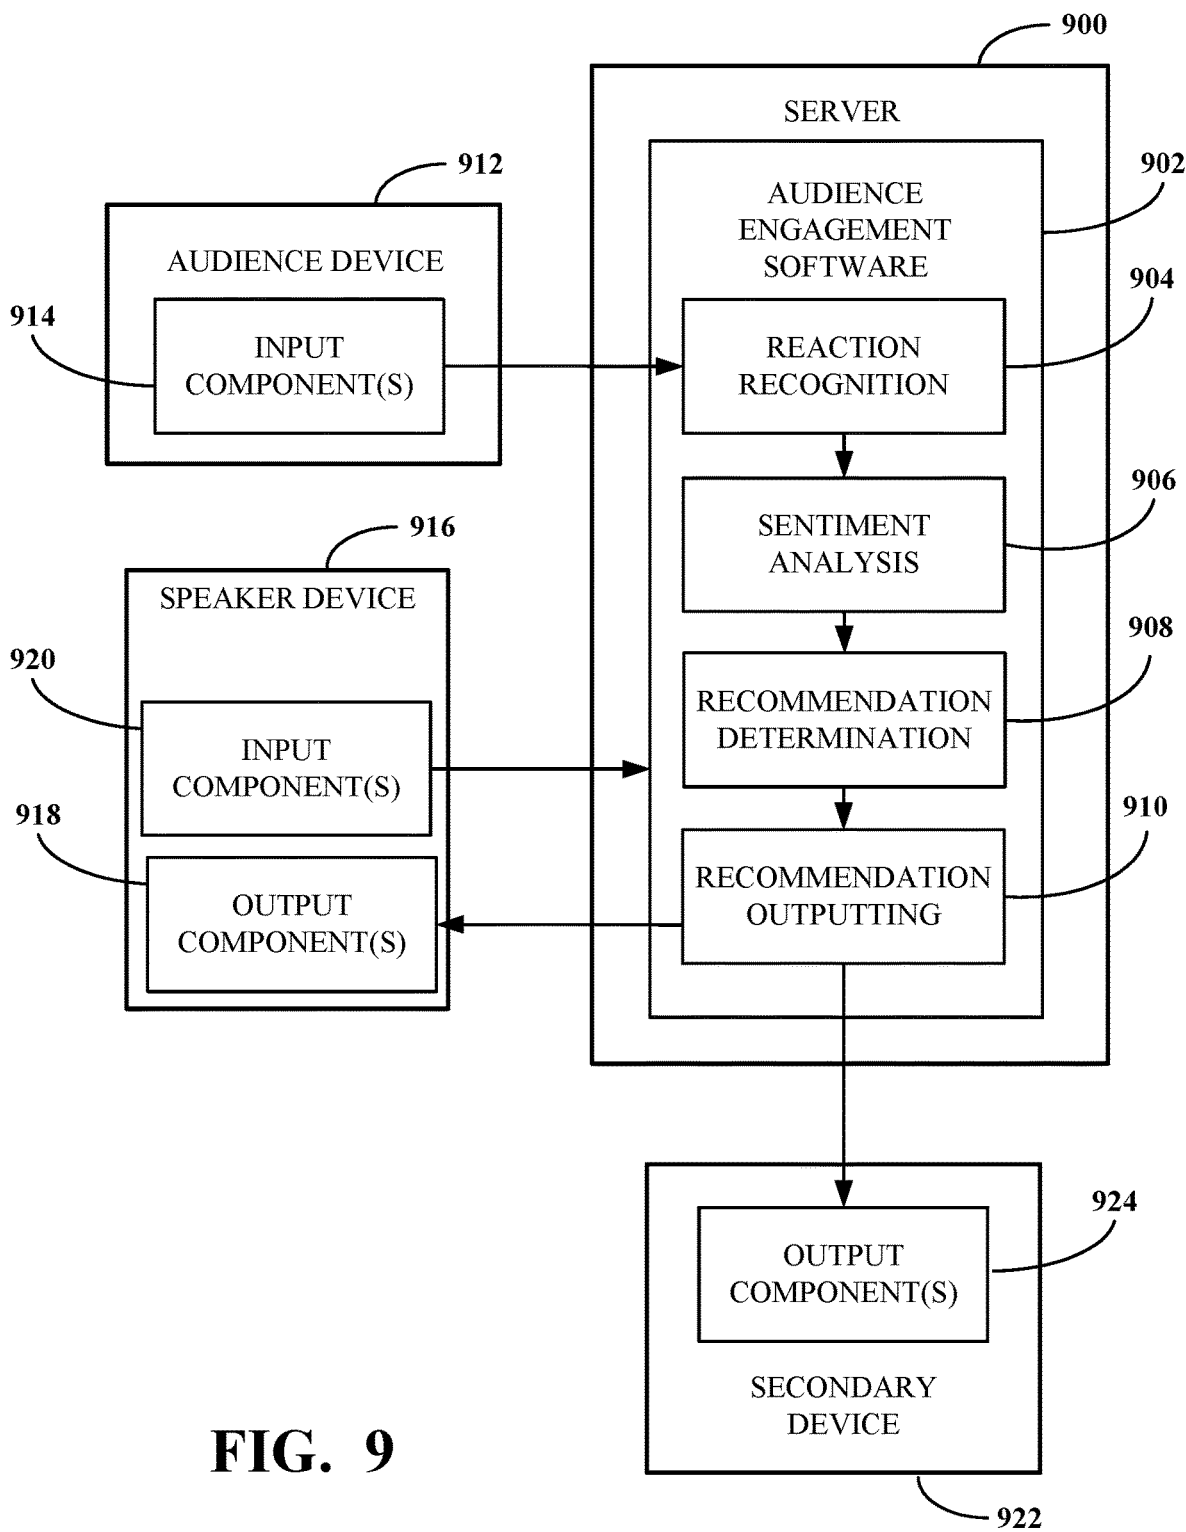 900
SERVER
912
902
AUDIENCE
ENGAGEMENT
SOFTWARE
AUDIENCE DEVICE
904
914
INPUT
COMPONENT(S)
REACTION
RECOGNITION
906
SENTIMENT
ANALYSIS
916
SPEAKER DEVICE
908
920
RECOMMENDATION
DETERMINATION
INPUT
COMPONENT(S)
918
910
RECOMMENDATION
OUTPUTTING
OUTPUT
COMPONENT(S)
924
OUTPUT
COMPONENT(S)
SECONDARY
DEVICE
FIG. 9
922